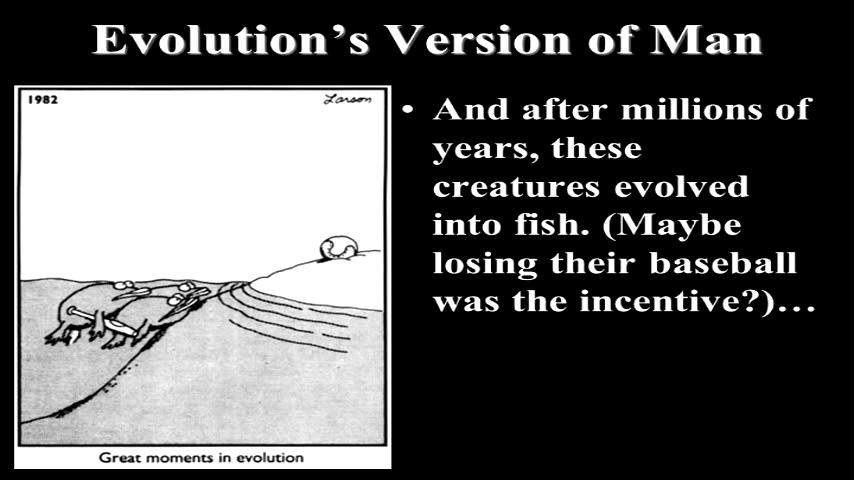 Evolution’s Version of Man
1982
Larson
• And after millions of
years, these
creatures evolved
into fish. (Maybe
losing their baseball
was the incentive?)…
Great moments in evolution